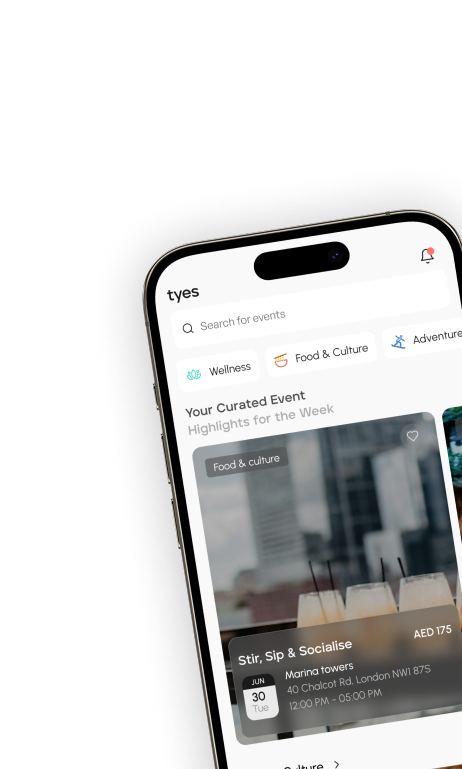 tyes
Search for events
Wellness
Food & Culture
Adventure
Your Curated Event
Highlights for the Week
Food & culture
Stir, Sip & Socialise
AED 175
JUN
30
Tue
Marina towers
40 Chalcot Rd, London NW1 87S
12:00 PM - 05:00 PM